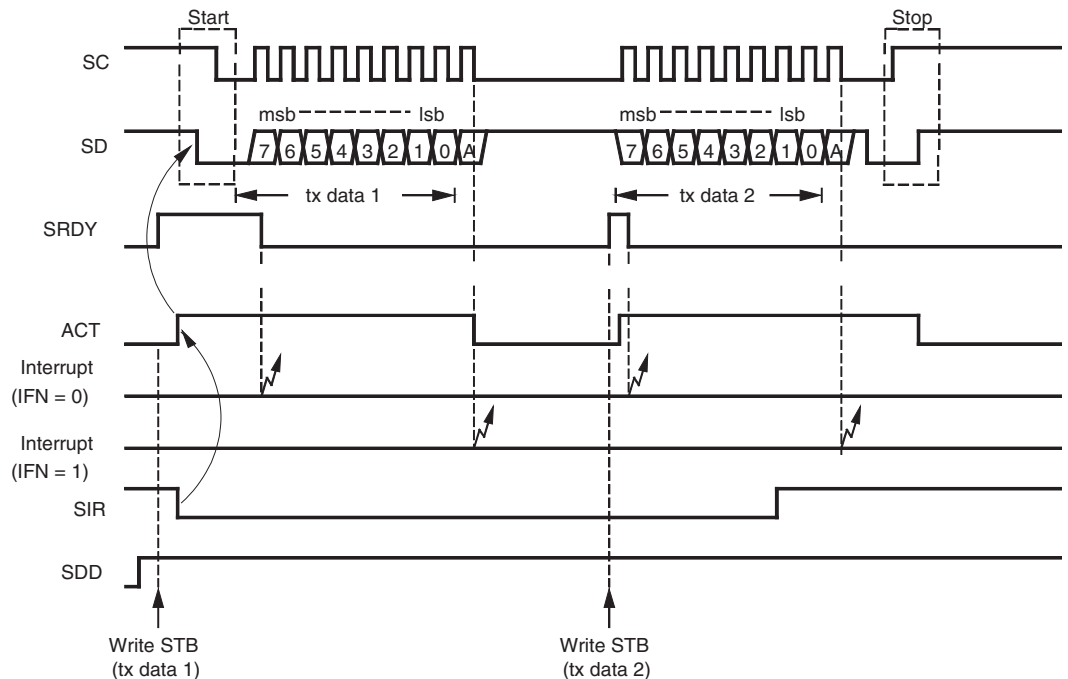 Start
Stop
SC
msb lsb
msb lsb
SD
7 6 5 4 3 2 1 0 A
7 6 5 4 3 2 1 0 A
tx data 1
tx data 2
SRDY
ACT
Interrupt
(IFN = 0)
Interrupt
(IFN = 1)
SIR
SDD
Write STB
(tx data 1)
Write STB
(tx data 2)